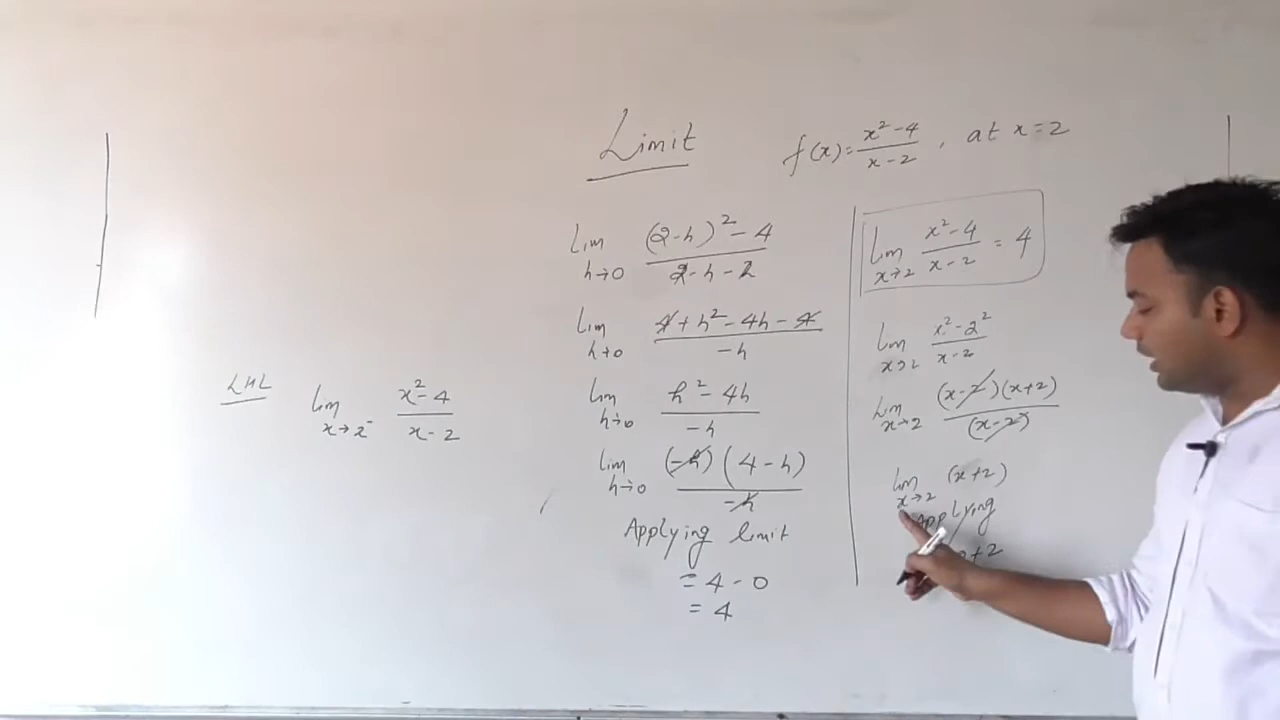 Limit
f(x) = x²-4 / x-2 , at x=2
LHL lim x→2⁻ x²-4 / x-2
lim h→0 (2-h)²-4 / 2-h-2
lim h→0 4+h²-4h-4 / -h
lim h→0 h²-4h / -h
lim h→0 (-h)(4-h) / -h
Applying limit
= 4-0
= 4
lim x→2 x²-4 / x-2 = 4
lim x→2 x²-2² / x-2
lim x→2 (x-2)(x+2) / (x-2)
lim x→2 (x+2)
Applying
+2